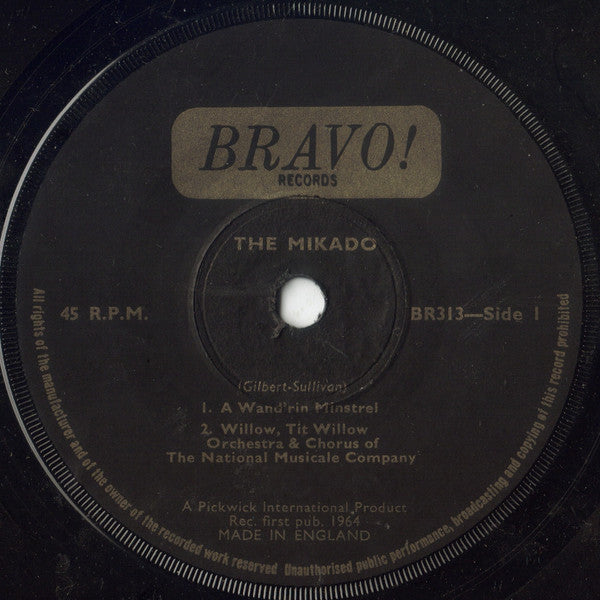 BRAVO!
RECORDS
THE MIKADO
45 R.P.M.
BR313—Side 1
(Gilbert-Sullivan)
1. A Wand'rin Minstrel
2. Willow, Tit Willow
Orchestra & Chorus of
The National Musicale Company
A Pickwick International Product
Rec. first pub. 1964
MADE IN ENGLAND
All rights of the manufacturer and of the owner of the recorded work reserved Unauthorised public performance, broadcasting and copying of this record prohibited